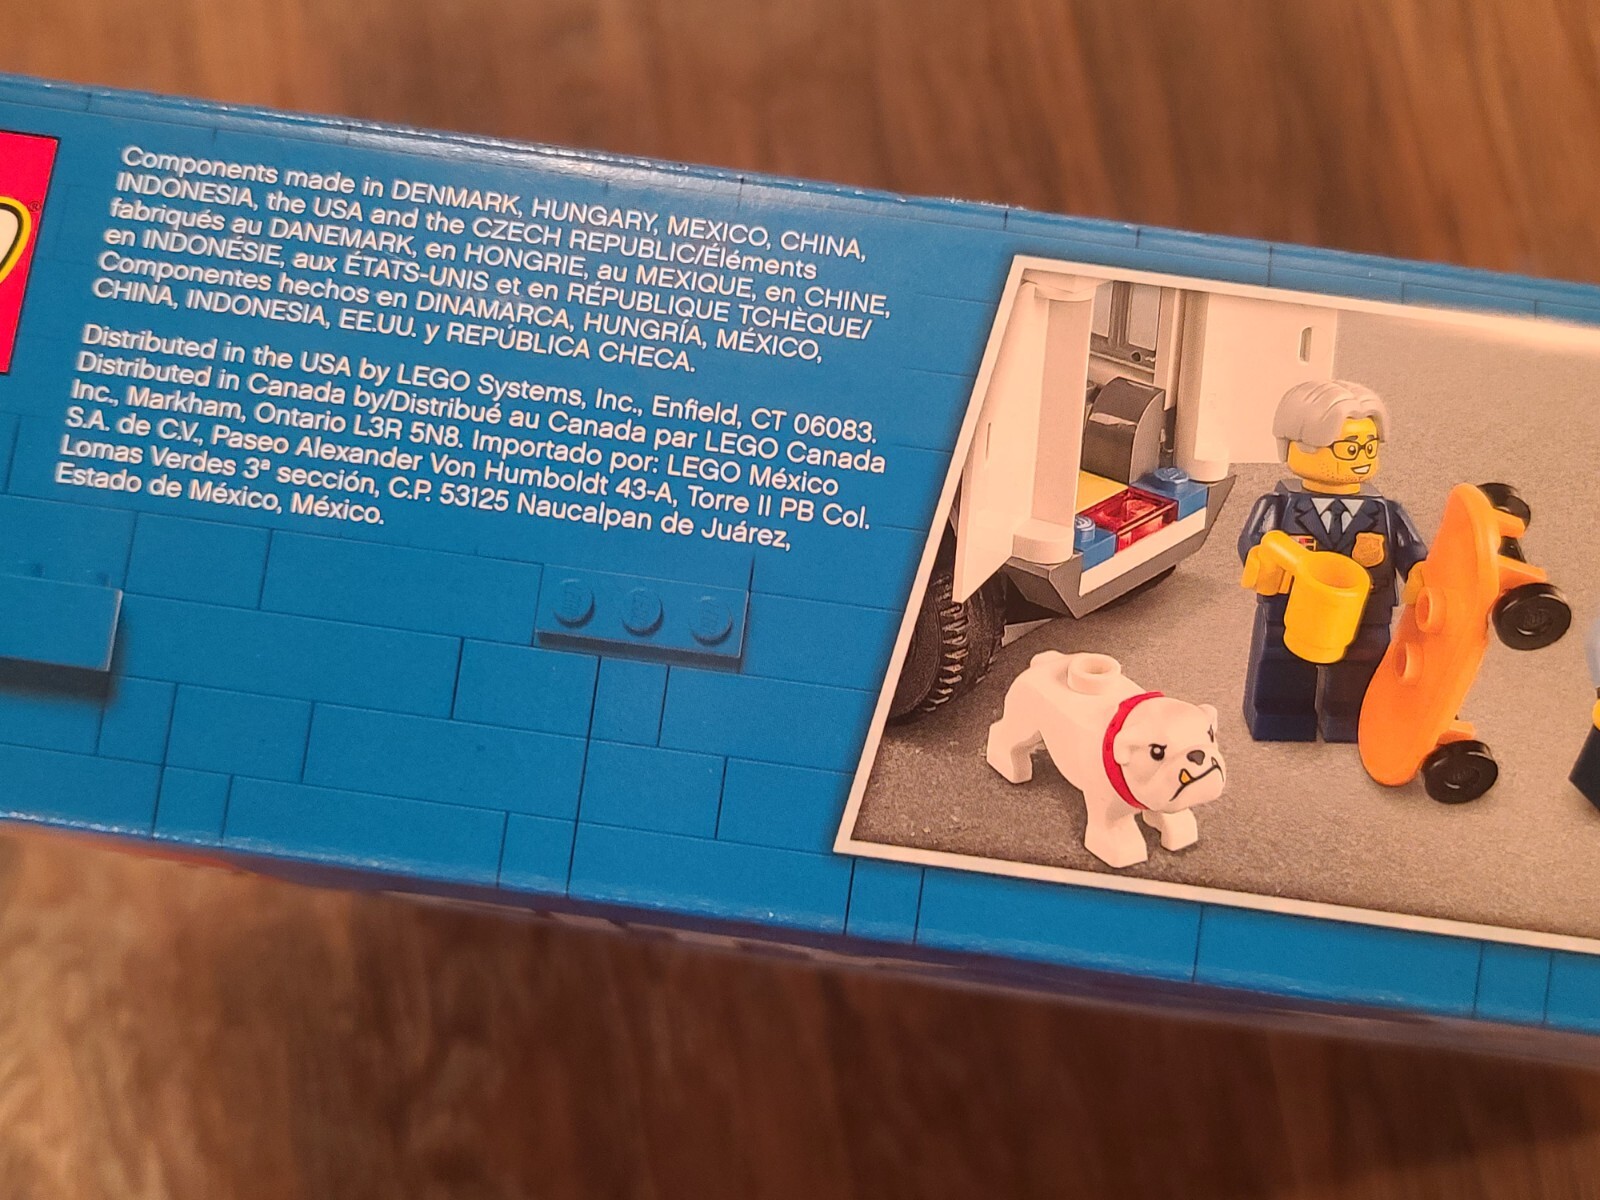 Components made in DENMARK, HUNGARY, MEXICO, CHINA,
INDONESIA, the USA and the CZECH REPUBLIC/Éléments
fabriqués au DANEMARK, en HONGRIE, au MEXIQUE, en CHINE,
en INDONÉSIE, aux ÉTATS-UNIS et en RÉPUBLIQUE TCHÈQUE/
Componentes hechos en DINAMARCA, HUNGRÍA, MÉXICO,
CHINA, INDONESIA, EE.UU. y REPÚBLICA CHECA.
Distributed in the USA by LEGO Systems, Inc., Enfield, CT 06083.
Distributed in Canada by/Distribué au Canada par LEGO Canada
Inc., Markham, Ontario L3R 5N8. Importado por: LEGO México
S.A. de C.V., Paseo Alexander Von Humboldt 43-A, Torre II PB Col.
Lomas Verdes 3ª sección, C.P. 53125 Naucalpan de Juárez,
Estado de México, México.